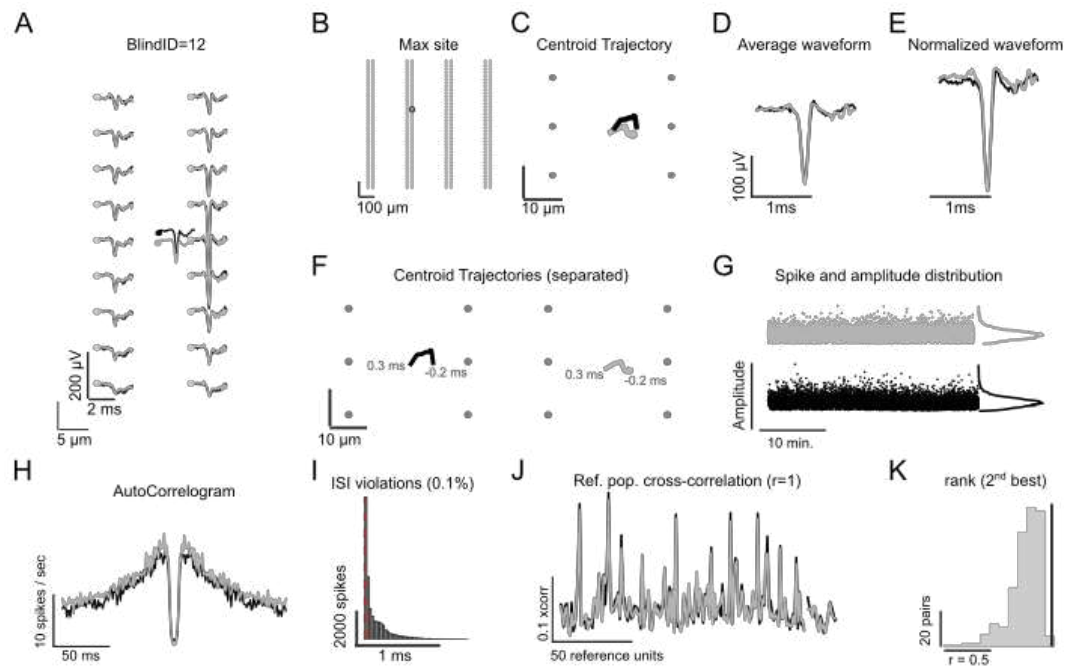 A
BlindID=12
200 µV
2 ms
5 µm
B
Max site
100 µm
C
Centroid Trajectory
10 µm
D
Average waveform
100 µV
1ms
E
Normalized waveform
1ms
F
Centroid Trajectories (separated)
0.3 ms
-0.2 ms
0.3 ms
-0.2 ms
10 µm
G
Spike and amplitude distribution
Amplitude
10 min.
H
AutoCorrelogram
10 spikes / sec
50 ms
I
ISI violations (0.1%)
2000 spikes
1 ms
J
Ref. pop. cross-correlation (r=1)
0.1 xcorr
50 reference units
K
rank (2nd best)
20 pairs
r = 0.5